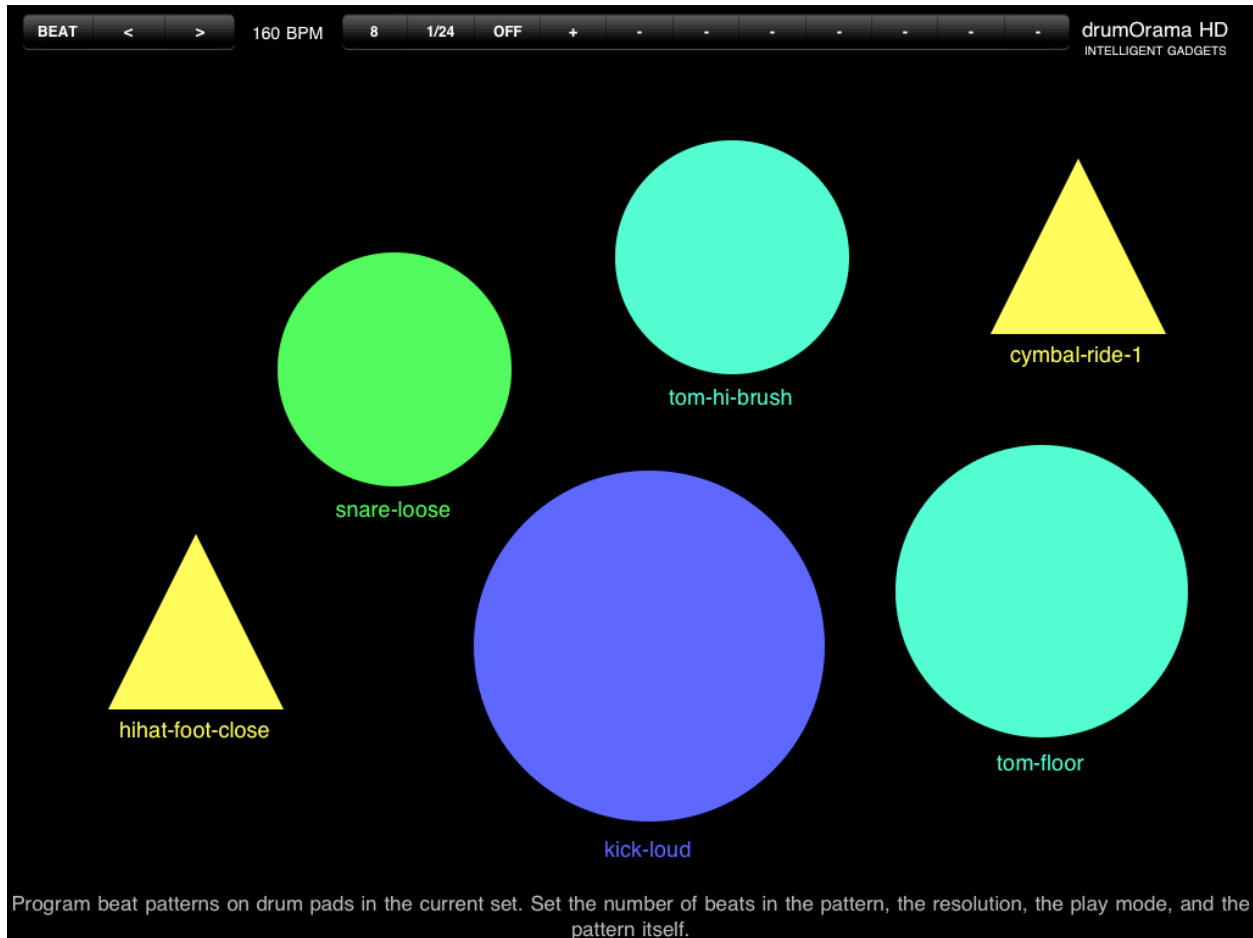 BEAT < > 160 BPM 8 1/24 OFF + - - - - - - - drumOrama HD
INTELLIGENT GADGETS
cymbal-ride-1
tom-hi-brush
snare-loose
hihat-foot-close
tom-floor
kick-loud
Program beat patterns on drum pads in the current set. Set the number of beats in the pattern, the resolution, the play mode, and the
pattern itself.